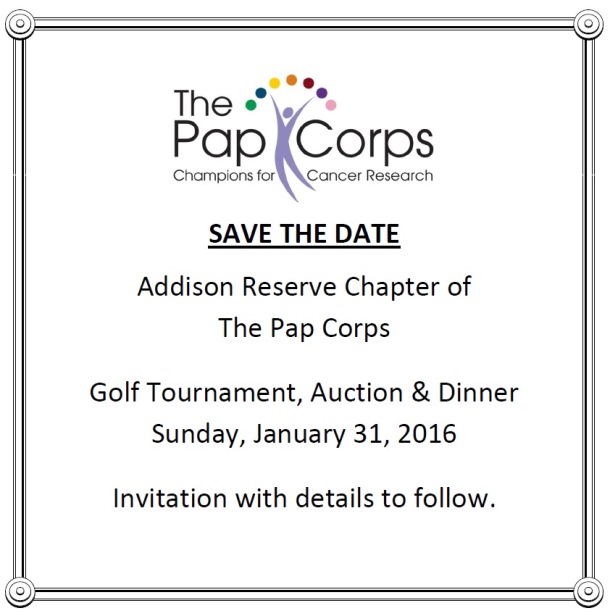 The
Pap Corps
Champions for Cancer Research
SAVE THE DATE
Addison Reserve Chapter of
The Pap Corps
Golf Tournament, Auction & Dinner
Sunday, January 31, 2016
Invitation with details to follow.